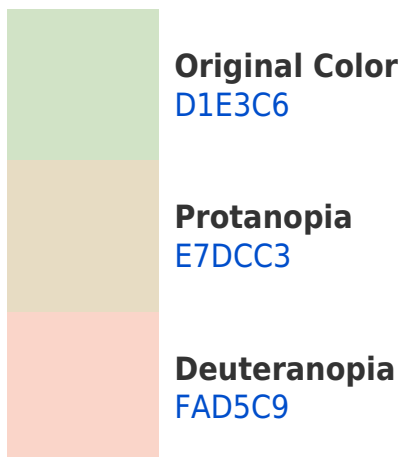 Original Color
D1E3C6
Protanopia
E7DCC3
Deuteranopia
FAD5C9